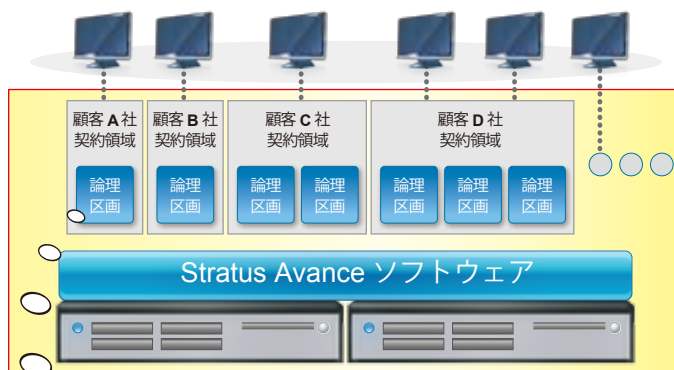 顧客 A 社
契約領域
顧客 B 社
契約領域
顧客 C 社
契約領域
顧客 D 社
契約領域
論理
区画
論理
区画
論理
区画
論理
区画
論理
区画
論理
区画
論理
区画
Stratus Avance ソフトウェア